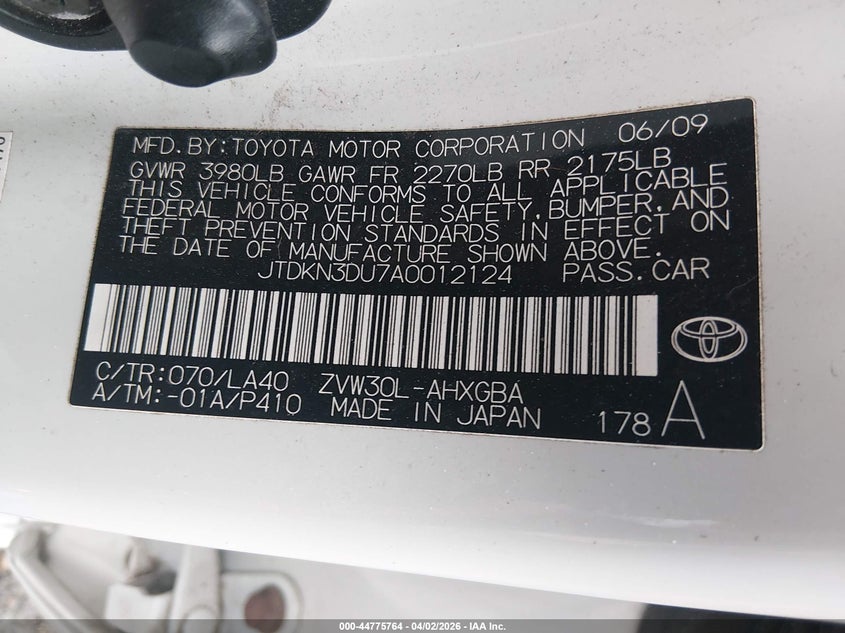 MFD.BY:TOYOTA MOTOR CORPORATION 06/09
GVWR 3980LB GAWR FR 2270LB RR 2175LB
THIS VEHICLE CONFORMS TO ALL APPLICABLE
FEDERAL MOTOR VEHICLE SAFETY,BUMPER,AND
THEFT PREVENTION STANDARDS IN EFFECT ON
THE DATE OF MANUFACTURE SHOWN ABOVE.
JTDKN3DU7A0012124 PASS.CAR
C/TR:070/LA40 ZVW30L-AHXGBA
A/TM:-01A/P410 MADE IN JAPAN 178 A
000-44775764 - 04/02/2026 - IAA Inc.